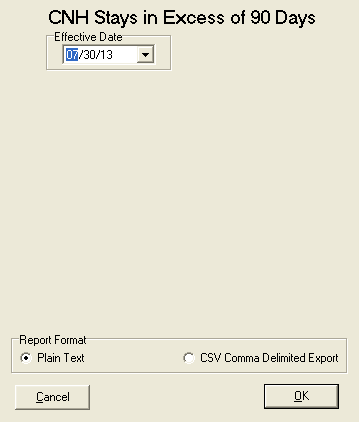 CNH Stays in Excess of 90 Days
Effective Date
07/30/13
Report Format
Plain Text
CSV Comma Delimited Export
Cancel
OK